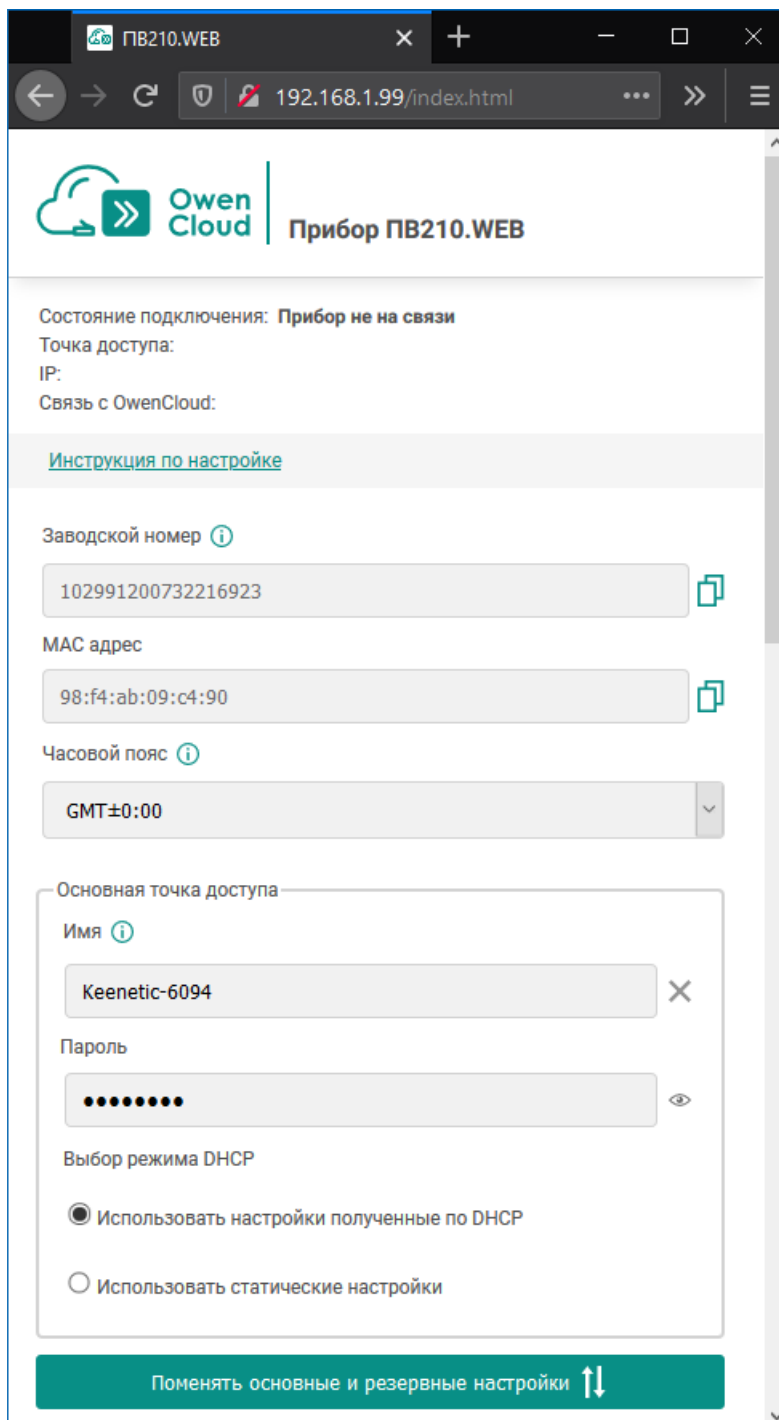 ПВ210.WEB
192.168.1.99/index.html
Owen
Cloud
Прибор ПВ210.WEB
Состояние подключения: Прибор не на связи
Точка доступа:
IP:
Связь с OwenCloud:
Инструкция по настройке
Заводской номер
102991200732216923
MAC адрес
98:f4:ab:09:c4:90
Часовой пояс
GMT±0:00
Основная точка доступа
Имя
Keenetic-6094
Пароль
••••••••
Выбор режима DHCP
Использовать настройки полученные по DHCP
Использовать статические настройки
Поменять основные и резервные настройки